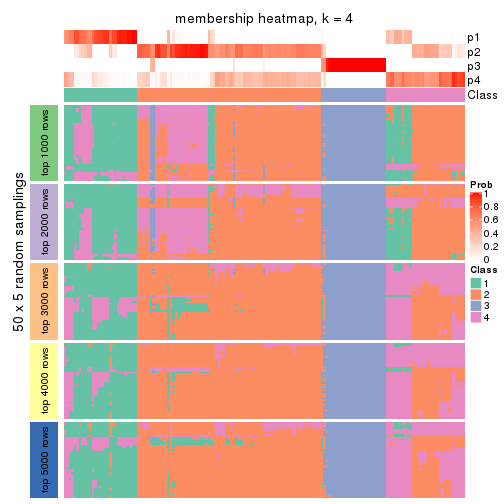 membership heatmap, k = 4
p1
p2
p3
p4
Class
50 x 5 random samplings
top 1000 rows
top 2000 rows
top 3000 rows
top 4000 rows
top 5000 rows
Prob
1
0.8
0.6
0.4
0.2
0
Class
1
2
3
4